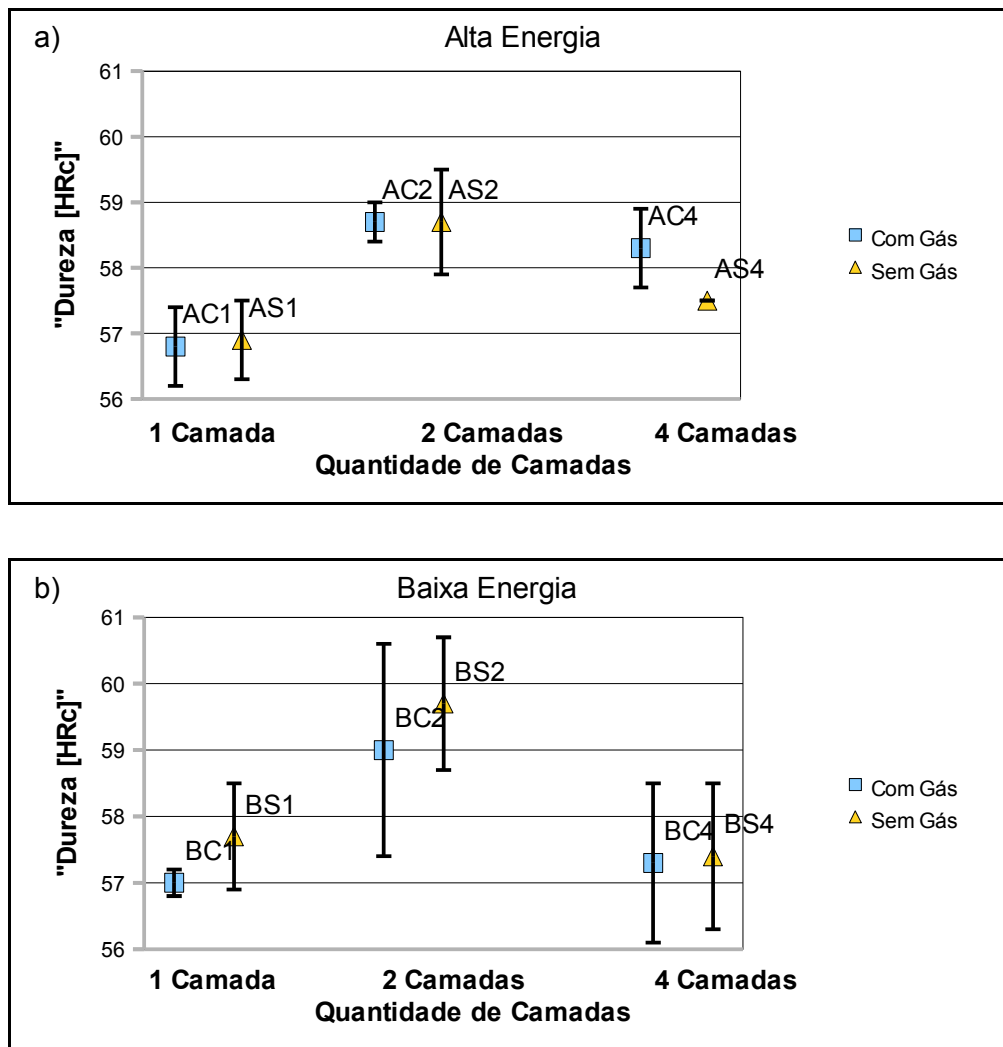 a)
Alta Energia
61
60
59
58
57
56
"Dureza [HRc]"
AC1
AS1
AC2
AS2
AC4
AS4
Com Gás
Sem Gás
1 Camada
2 Camadas
4 Camadas
Quantidade de Camadas
b)
Baixa Energia
61
60
59
58
57
56
"Dureza [HRc]"
BC1
BS1
BC2
BS2
BC4
BS4
Com Gás
Sem Gás
1 Camada
2 Camadas
4 Camadas
Quantidade de Camadas